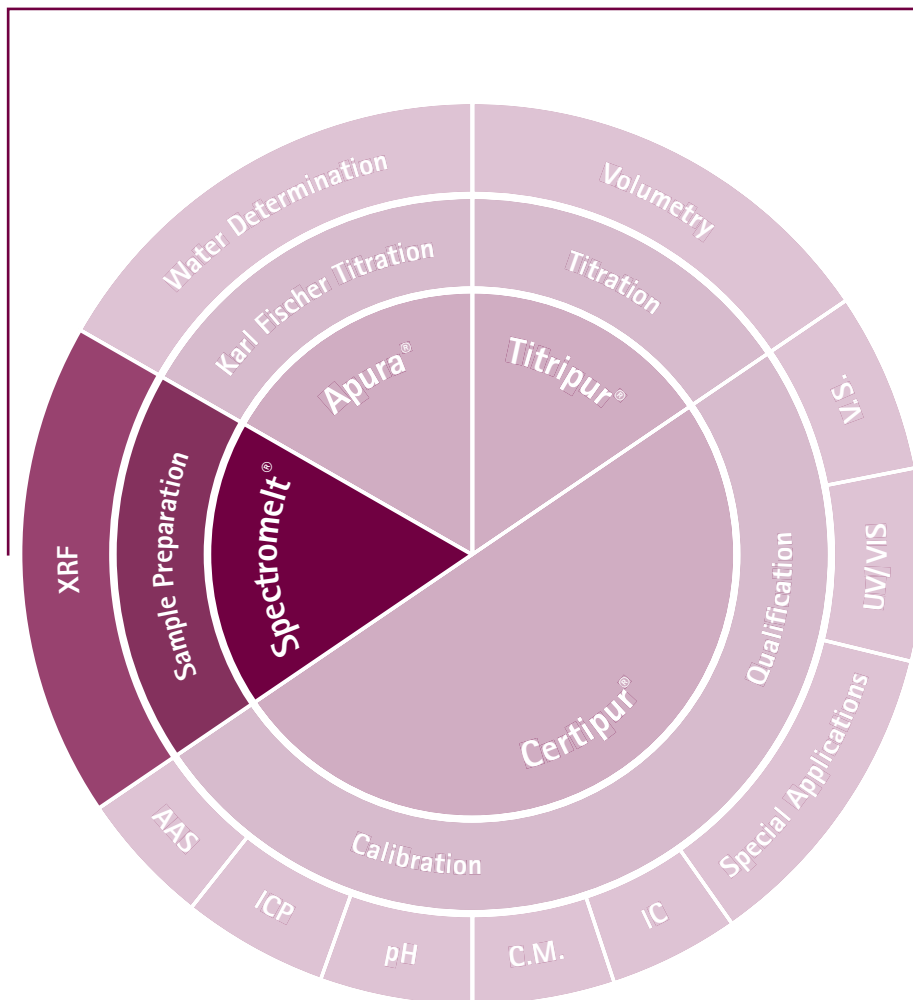 Water Determination
Volumetry
Karl Fischer Titration
Titration
Apura®
Titripur®
V.S.
XRF
Sample Preparation
Spectromelt®
UV/VIS
Qualification
Certipur®
Special Applications
Calibration
AAS
ICP
pH
C.M.
IC